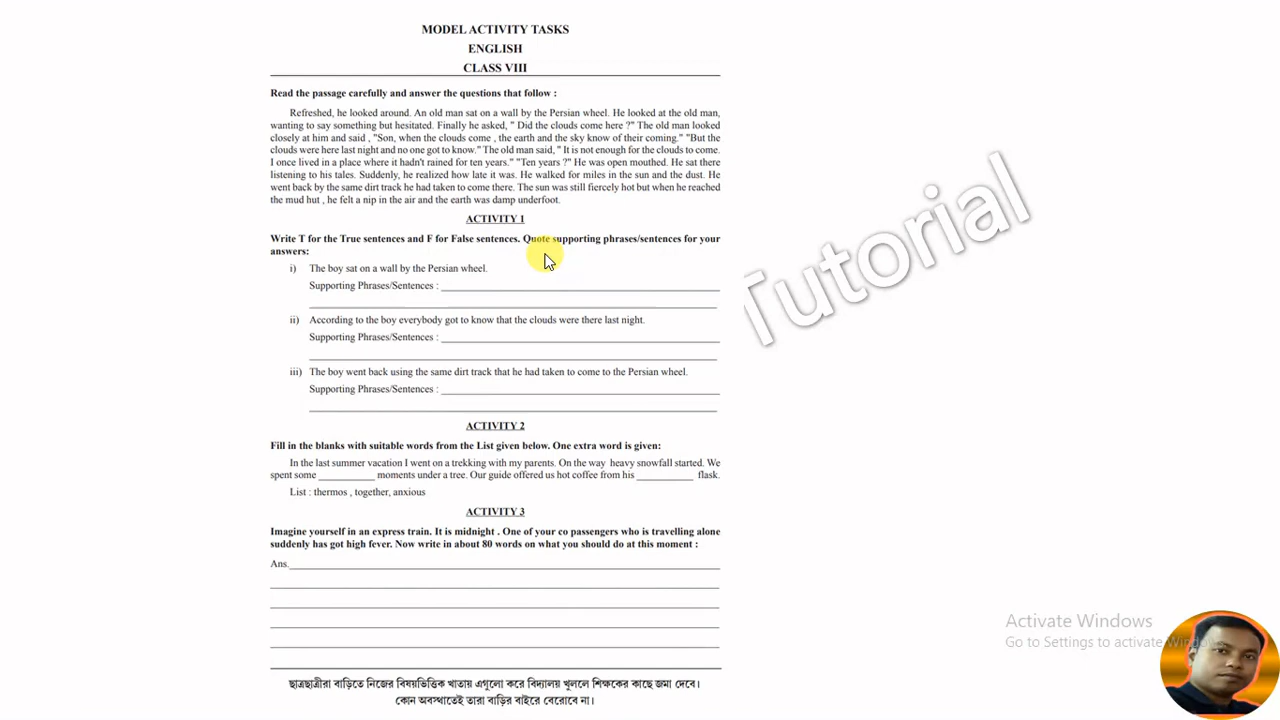 MODEL ACTIVITY TASKS
ENGLISH
CLASS VIII
Read the passage carefully and answer the questions that follow :
Refreshed, he looked around. An old man sat on a wall by the Persian wheel. He looked at the old man,
wanting to say something but hesitated. Finally he asked, " Did the clouds come here ?" The old man looked
closely at him and said , "Son, when the clouds come , the earth and the sky know of their coming." "But the
clouds were here last night and no one got to know." The old man said, " It is not enough for the clouds to come.
I once lived in a place where it hadn't rained for ten years." "Ten years ?" He was open mouthed. He sat there
listening to his tales. Suddenly, he realized how late it was. He walked for miles in the sun and the dust. He
went back by the same dirt track he had taken to come there. The sun was still fiercely hot but when he reached
the mud hut , he felt a nip in the air and the earth was damp underfoot.
ACTIVITY 1
Write T for the True sentences and F for False sentences. Quote supporting phrases/sentences for your
answers:
i) The boy sat on a wall by the Persian wheel.
Supporting Phrases/Sentences :
ii) According to the boy everybody got to know that the clouds were there last night.
Supporting Phrases/Sentences :
iii) The boy went back using the same dirt track that he had taken to come to the Persian wheel.
Supporting Phrases/Sentences :
ACTIVITY 2
Fill in the blanks with suitable words from the List given below. One extra word is given:
In the last summer vacation I went on a trekking with my parents. On the way heavy snowfall started. We
spent some __________ moments under a tree. Our guide offered us hot coffee from his __________ flask.
List : thermos , together, anxious
ACTIVITY 3
Imagine yourself in an express train. It is midnight . One of your co passengers who is travelling alone
suddenly has got high fever. Now write in about 80 words on what you should do at this moment :
Ans.
ছাত্রছাত্রীরা বাড়িতে নিজের বিষয়ভিত্তিক খাতায় এগুলো করে বিদ্যালয় খুললে শিক্ষকের কাছে জমা দেবে।
কোন অবস্থাতেই তারা বাড়ির বাইরে বেরোবে না।
Tutorial
Activate Windows
Go to Settings to activate Windows